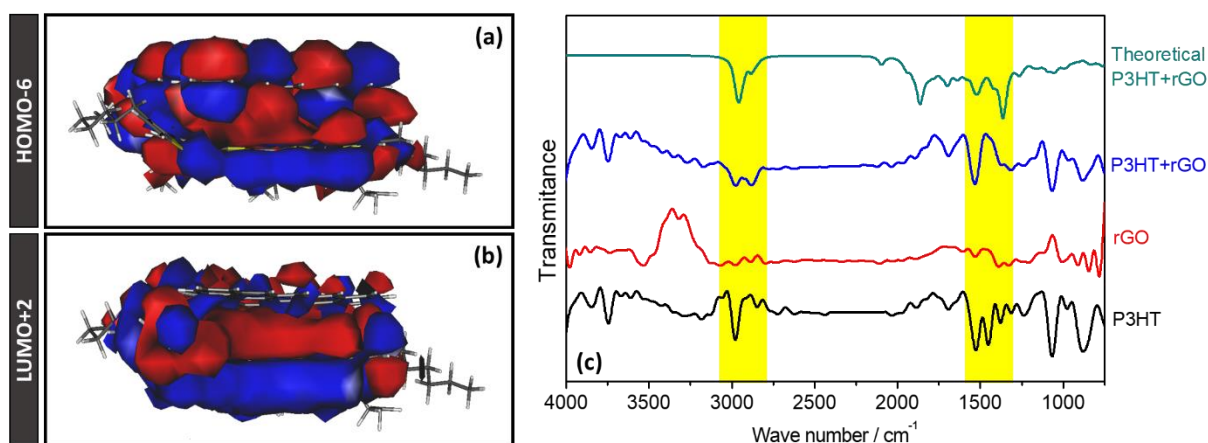 HOMO-6
(a)
LUMO+2
(b)
Transmitance
Theoretical
P3HT+rGO
P3HT+rGO
rGO
P3HT
(c)
4000 3500 3000 2500 2000 1500 1000
Wave number / cm⁻¹